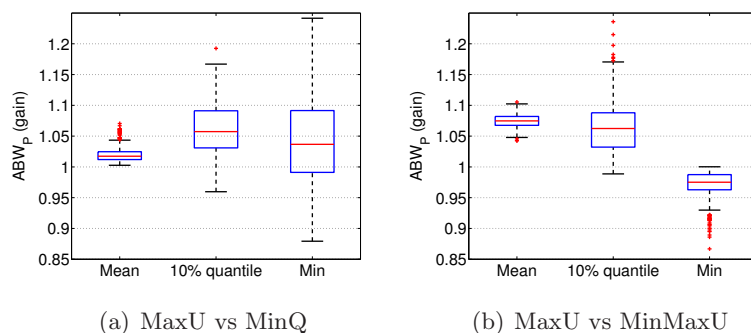 1.2
1.15
1.1
1.05
1
0.95
0.9
0.85
ABW_P (gain)
Mean 10% quantile Min
(a) MaxU vs MinQ
1.2
1.15
1.1
1.05
1
0.95
0.9
0.85
ABW_P (gain)
Mean 10% quantile Min
(b) MaxU vs MinMaxU